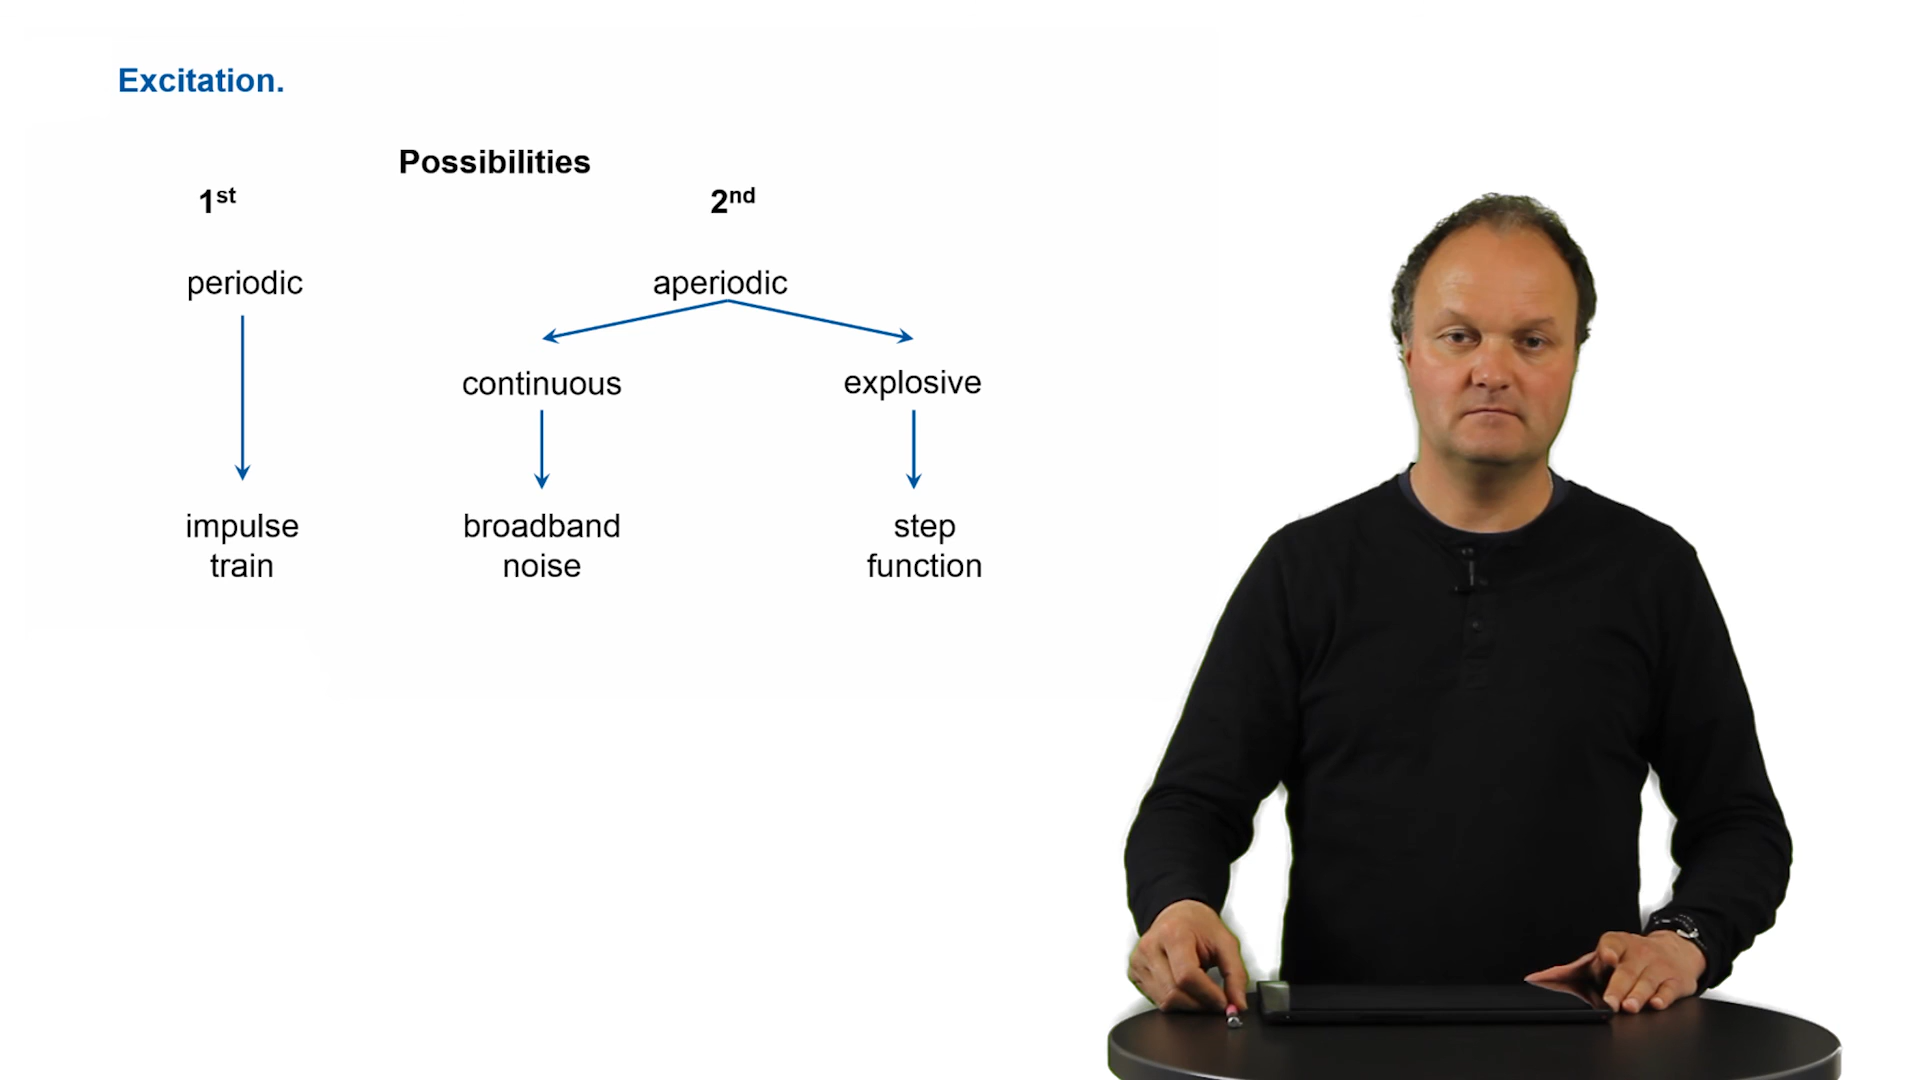 Excitation.
Possibilities
1st 2nd
periodic aperiodic
continuous explosive
impulse train
broadband noise
step function